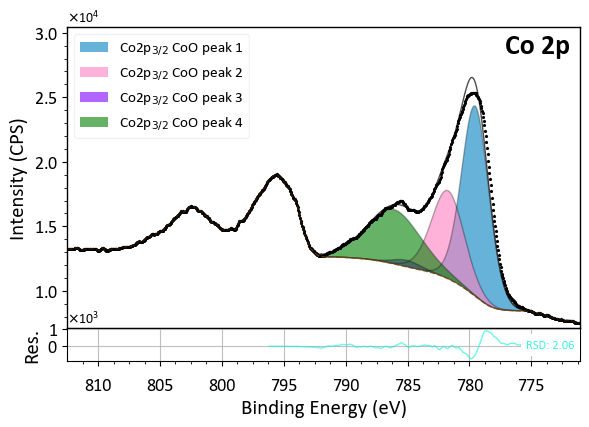 ×10⁴
Co 2p
Co2p3/2 CoO peak 1
Co2p3/2 CoO peak 2
Co2p3/2 CoO peak 3
Co2p3/2 CoO peak 4
3.0
2.5
2.0
1.5
1.0
Intensity (CPS)
×10³
1
0
Res.
RSD: 2.06
810 805 800 795 790 785 780 775
Binding Energy (eV)